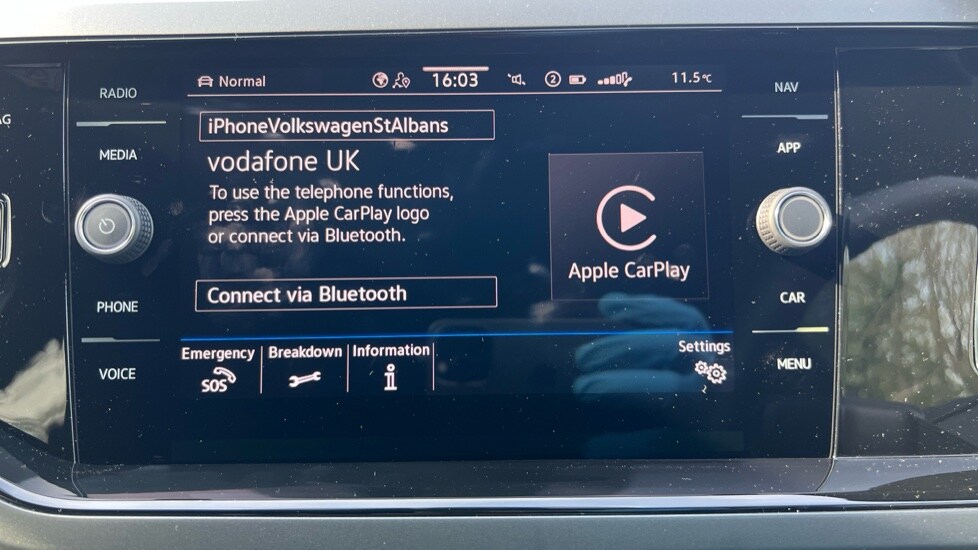 Normal
16:03
2
11.5°C
AG
RADIO
MEDIA
PHONE
VOICE
iPhoneVolkswagenStAlbans
vodafone UK
To use the telephone functions,
press the Apple CarPlay logo
or connect via Bluetooth.
Connect via Bluetooth
Apple CarPlay
Emergency
SOS
Breakdown
Information
Settings
NAV
APP
CAR
MENU